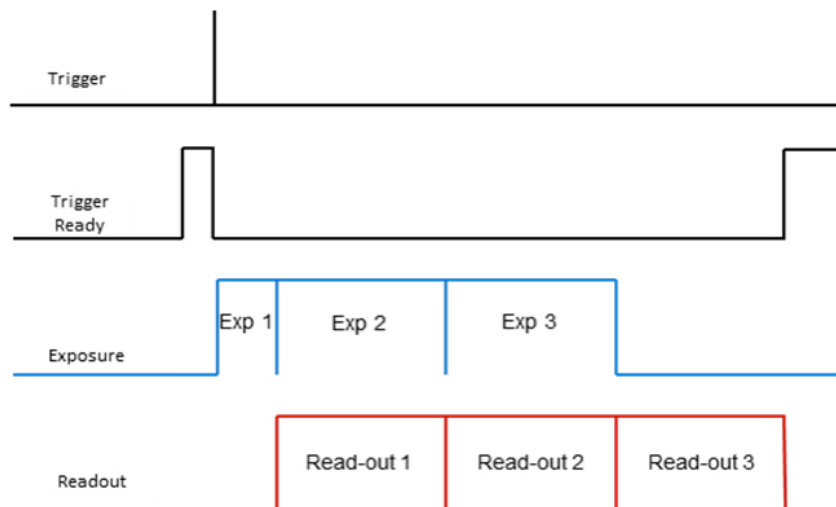 Trigger
Trigger
Ready
Exp 1
Exp 2
Exp 3
Exposure
Read-out 1
Read-out 2
Read-out 3
Readout